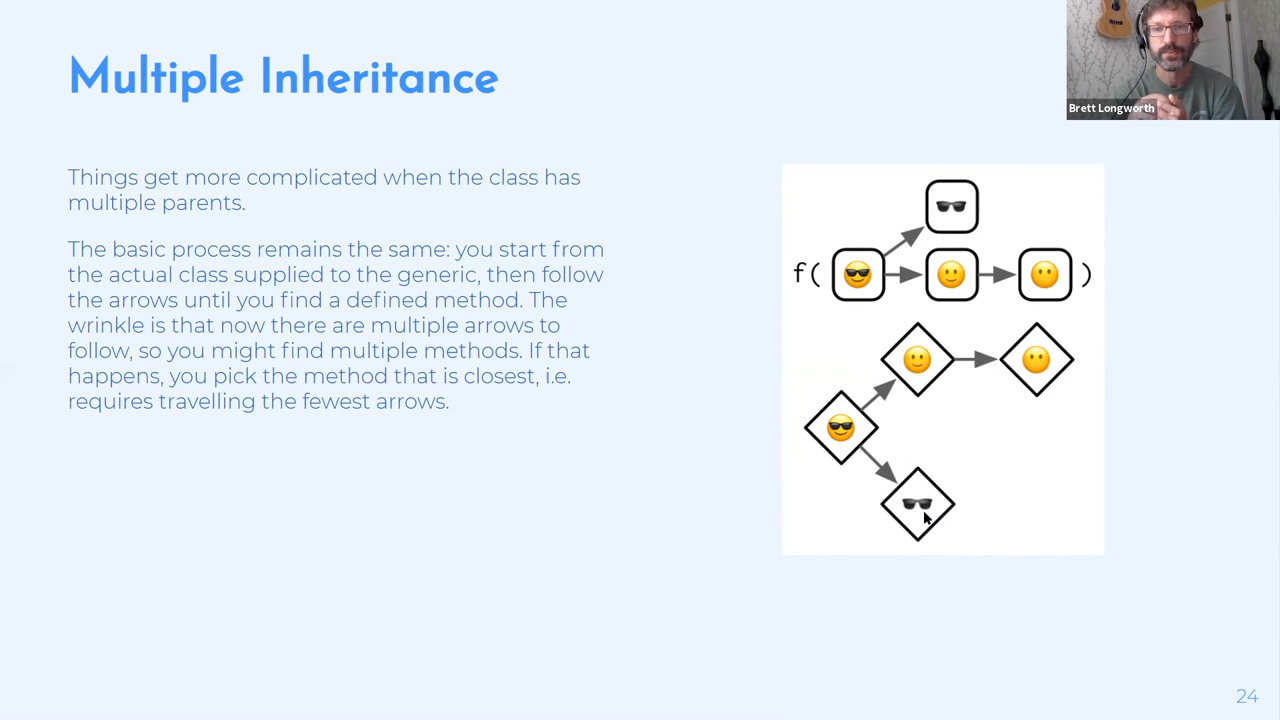 Multiple Inheritance
Brett Longworth
Things get more complicated when the class has
multiple parents.
The basic process remains the same: you start from
the actual class supplied to the generic, then follow
the arrows until you find a defined method. The
wrinkle is that now there are multiple arrows to
follow, so you might find multiple methods. If that
happens, you pick the method that is closest, i.e.
requires travelling the fewest arrows.
f( )
24